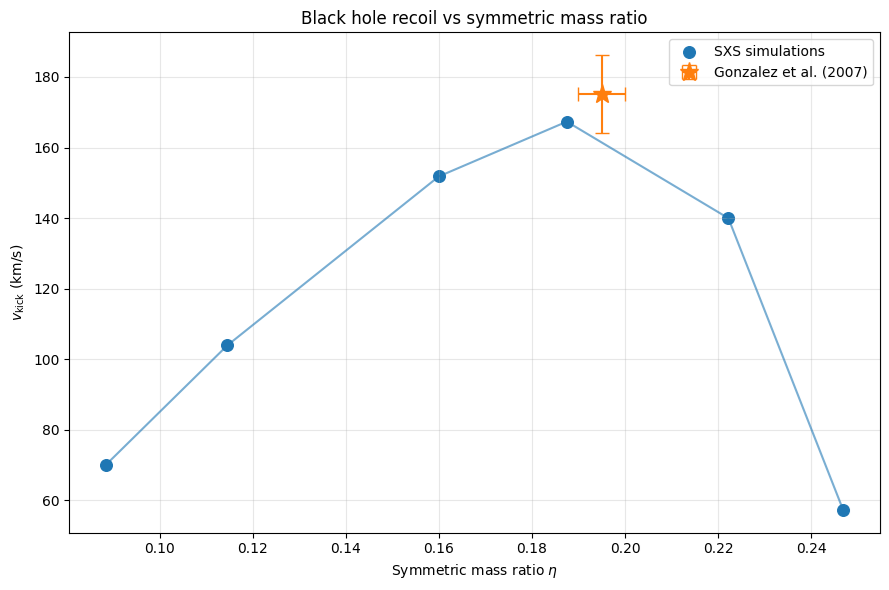 Black hole recoil vs symmetric mass ratio
SXS simulations
Gonzalez et al. (2007)
180
160
140
120
100
80
60
v_kick (km/s)
0.10 0.12 0.14 0.16 0.18 0.20 0.22 0.24
Symmetric mass ratio η